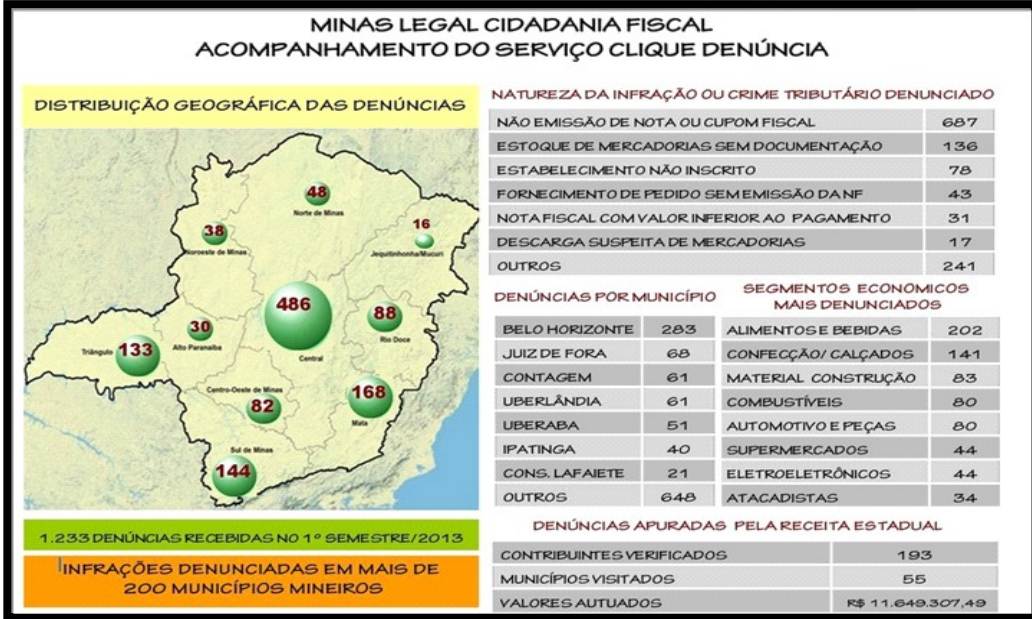 MINAS LEGAL CIDADANIA FISCAL
ACOMPANHAMENTO DO SERVIÇO CLIQUE DENÚNCIA
DISTRIBUIÇÃO GEOGRÁFICA DAS DENÚNCIAS
48
Norte de Minas
38
Noroeste de Minas
16
Jequitinhonha/Mucuri
486
Central
88
Rio Doce
30
Alto Paranaíba
Triângulo 133
Centro-Oeste de Minas
82
168
Mata
Sul de Minas
144
1.233 DENÚNCIAS RECEBIDAS NO 1º SEMESTRE/2013
INFRAÇÕES DENUNCIADAS EM MAIS DE
200 MUNICÍPIOS MINEIROS
NATUREZA DA INFRAÇÃO OU CRIME TRIBUTÁRIO DENUNCIADO
NÃO EMISSÃO DE NOTA OU CUPOM FISCAL 687
ESTOQUE DE MERCADORIAS SEM DOCUMENTAÇÃO 136
ESTABELECIMENTO NÃO INSCRITO 78
FORNECIMENTO DE PEDIDO SEM EMISSÃO DA NF 43
NOTA FISCAL COM VALOR INFERIOR AO PAGAMENTO 31
DESCARGA SUSPEITA DE MERCADORIAS 17
OUTROS 241
DENÚNCIAS POR MUNICÍPIO
BELO HORIZONTE 283
JUIZ DE FORA 68
CONTAGEM 61
UBERLÂNDIA 61
UBERABA 51
IPATINGA 40
CONS. LAFAIETE 21
OUTROS 648
SEGMENTOS ECONOMICOS
MAIS DENUNCIADOS
ALIMENTOS E BEBIDAS 202
CONFECÇÃO/ CALÇADOS 141
MATERIAL CONSTRUÇÃO 83
COMBUSTÍVEIS 80
AUTOMOTIVO E PEÇAS 80
SUPERMERCADOS 44
ELETROELETRÔNICOS 44
ATACADISTAS 34
DENÚNCIAS APURADAS PELA RECEITA ESTADUAL
CONTRIBUINTES VERIFICADOS 193
MUNICÍPIOS VISITADOS 55
VALORES AUTUADOS R$ 11.649.307,49